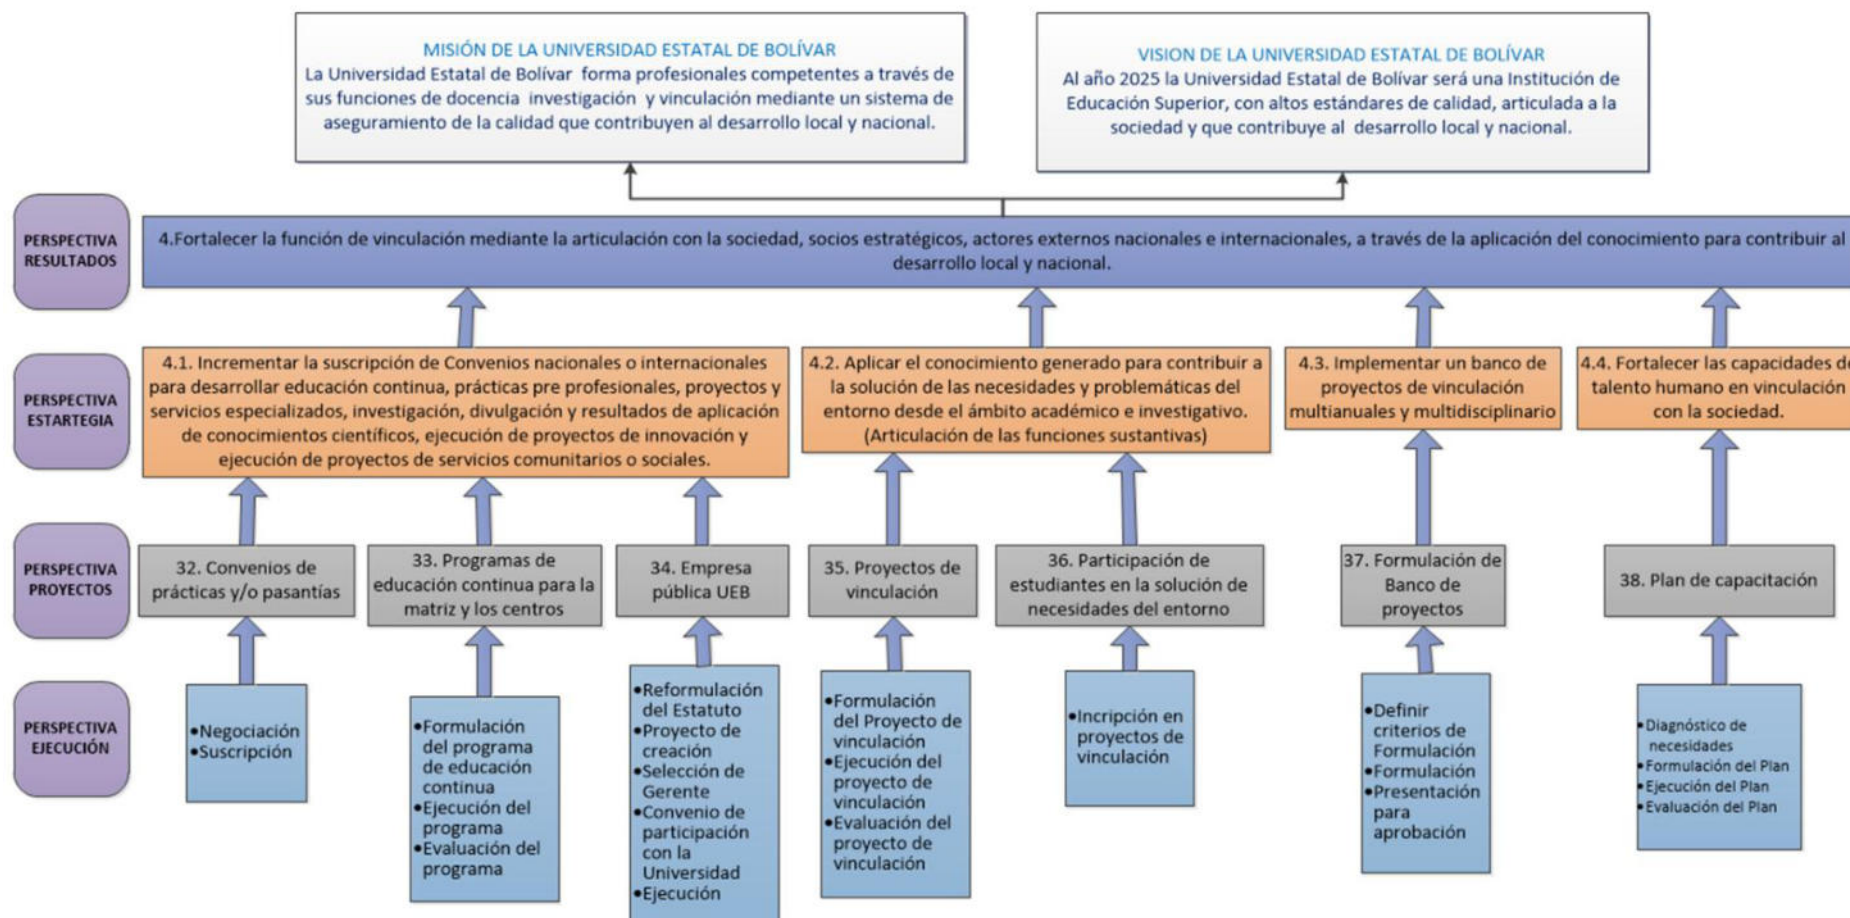 MISIÓN DE LA UNIVERSIDAD ESTATAL DE BOLÍVAR
La Universidad Estatal de Bolívar forma profesionales competentes a través de
sus funciones de docencia investigación y vinculación mediante un sistema de
aseguramiento de la calidad que contribuyen al desarrollo local y nacional.
VISION DE LA UNIVERSIDAD ESTATAL DE BOLÍVAR
Al año 2025 la Universidad Estatal de Bolívar será una Institución de
Educación Superior, con altos estándares de calidad, articulada a la
sociedad y que contribuye al desarrollo local y nacional.
PERSPECTIVA
RESULTADOS
4.Fortalecer la función de vinculación mediante la articulación con la sociedad, socios estratégicos, actores externos nacionales e internacionales, a través de la aplicación del conocimiento para contribuir al
desarrollo local y nacional.
PERSPECTIVA
ESTARTEGIA
4.1. Incrementar la suscripción de Convenios nacionales o internacionales
para desarrollar educación continua, prácticas pre profesionales, proyectos y
servicios especializados, investigación, divulgación y resultados de aplicación
de conocimientos científicos, ejecución de proyectos de innovación y
ejecución de proyectos de servicios comunitarios o sociales.
4.2. Aplicar el conocimiento generado para contribuir a
la solución de las necesidades y problemáticas del
entorno desde el ámbito académico e investigativo.
(Articulación de las funciones sustantivas)
4.3. Implementar un banco de
proyectos de vinculación
multianuales y multidisciplinario
4.4. Fortalecer las capacidades de
talento humano en vinculación
con la sociedad.
PERSPECTIVA
PROYECTOS
32. Convenios de
prácticas y/o pasantías
33. Programas de
educación continua para la
matriz y los centros
34. Empresa
pública UEB
35. Proyectos de
vinculación
36. Participación de
estudiantes en la solución de
necesidades del entorno
37. Formulación de
Banco de
proyectos
38. Plan de capacitación
PERSPECTIVA
EJECUCIÓN
•Negociación
•Suscripción
•Formulación
del programa
de educación
continua
•Ejecución del
programa
•Evaluación del
programa
•Reformulación
del Estatuto
•Proyecto de
creación
•Selección de
Gerente
•Convenio de
participación
con la
Universidad
•Ejecución
•Formulación
del Proyecto de
vinculación
•Ejecución del
proyecto de
vinculación
•Evaluación del
proyecto de
vinculación
•Incripción en
proyectos de
vinculación
•Definir
criterios de
Formulación
•Formulación
•Presentación
para
aprobación
•Diagnóstico de
necesidades
•Formulación del Plan
•Ejecución del Plan
•Evaluación del Plan